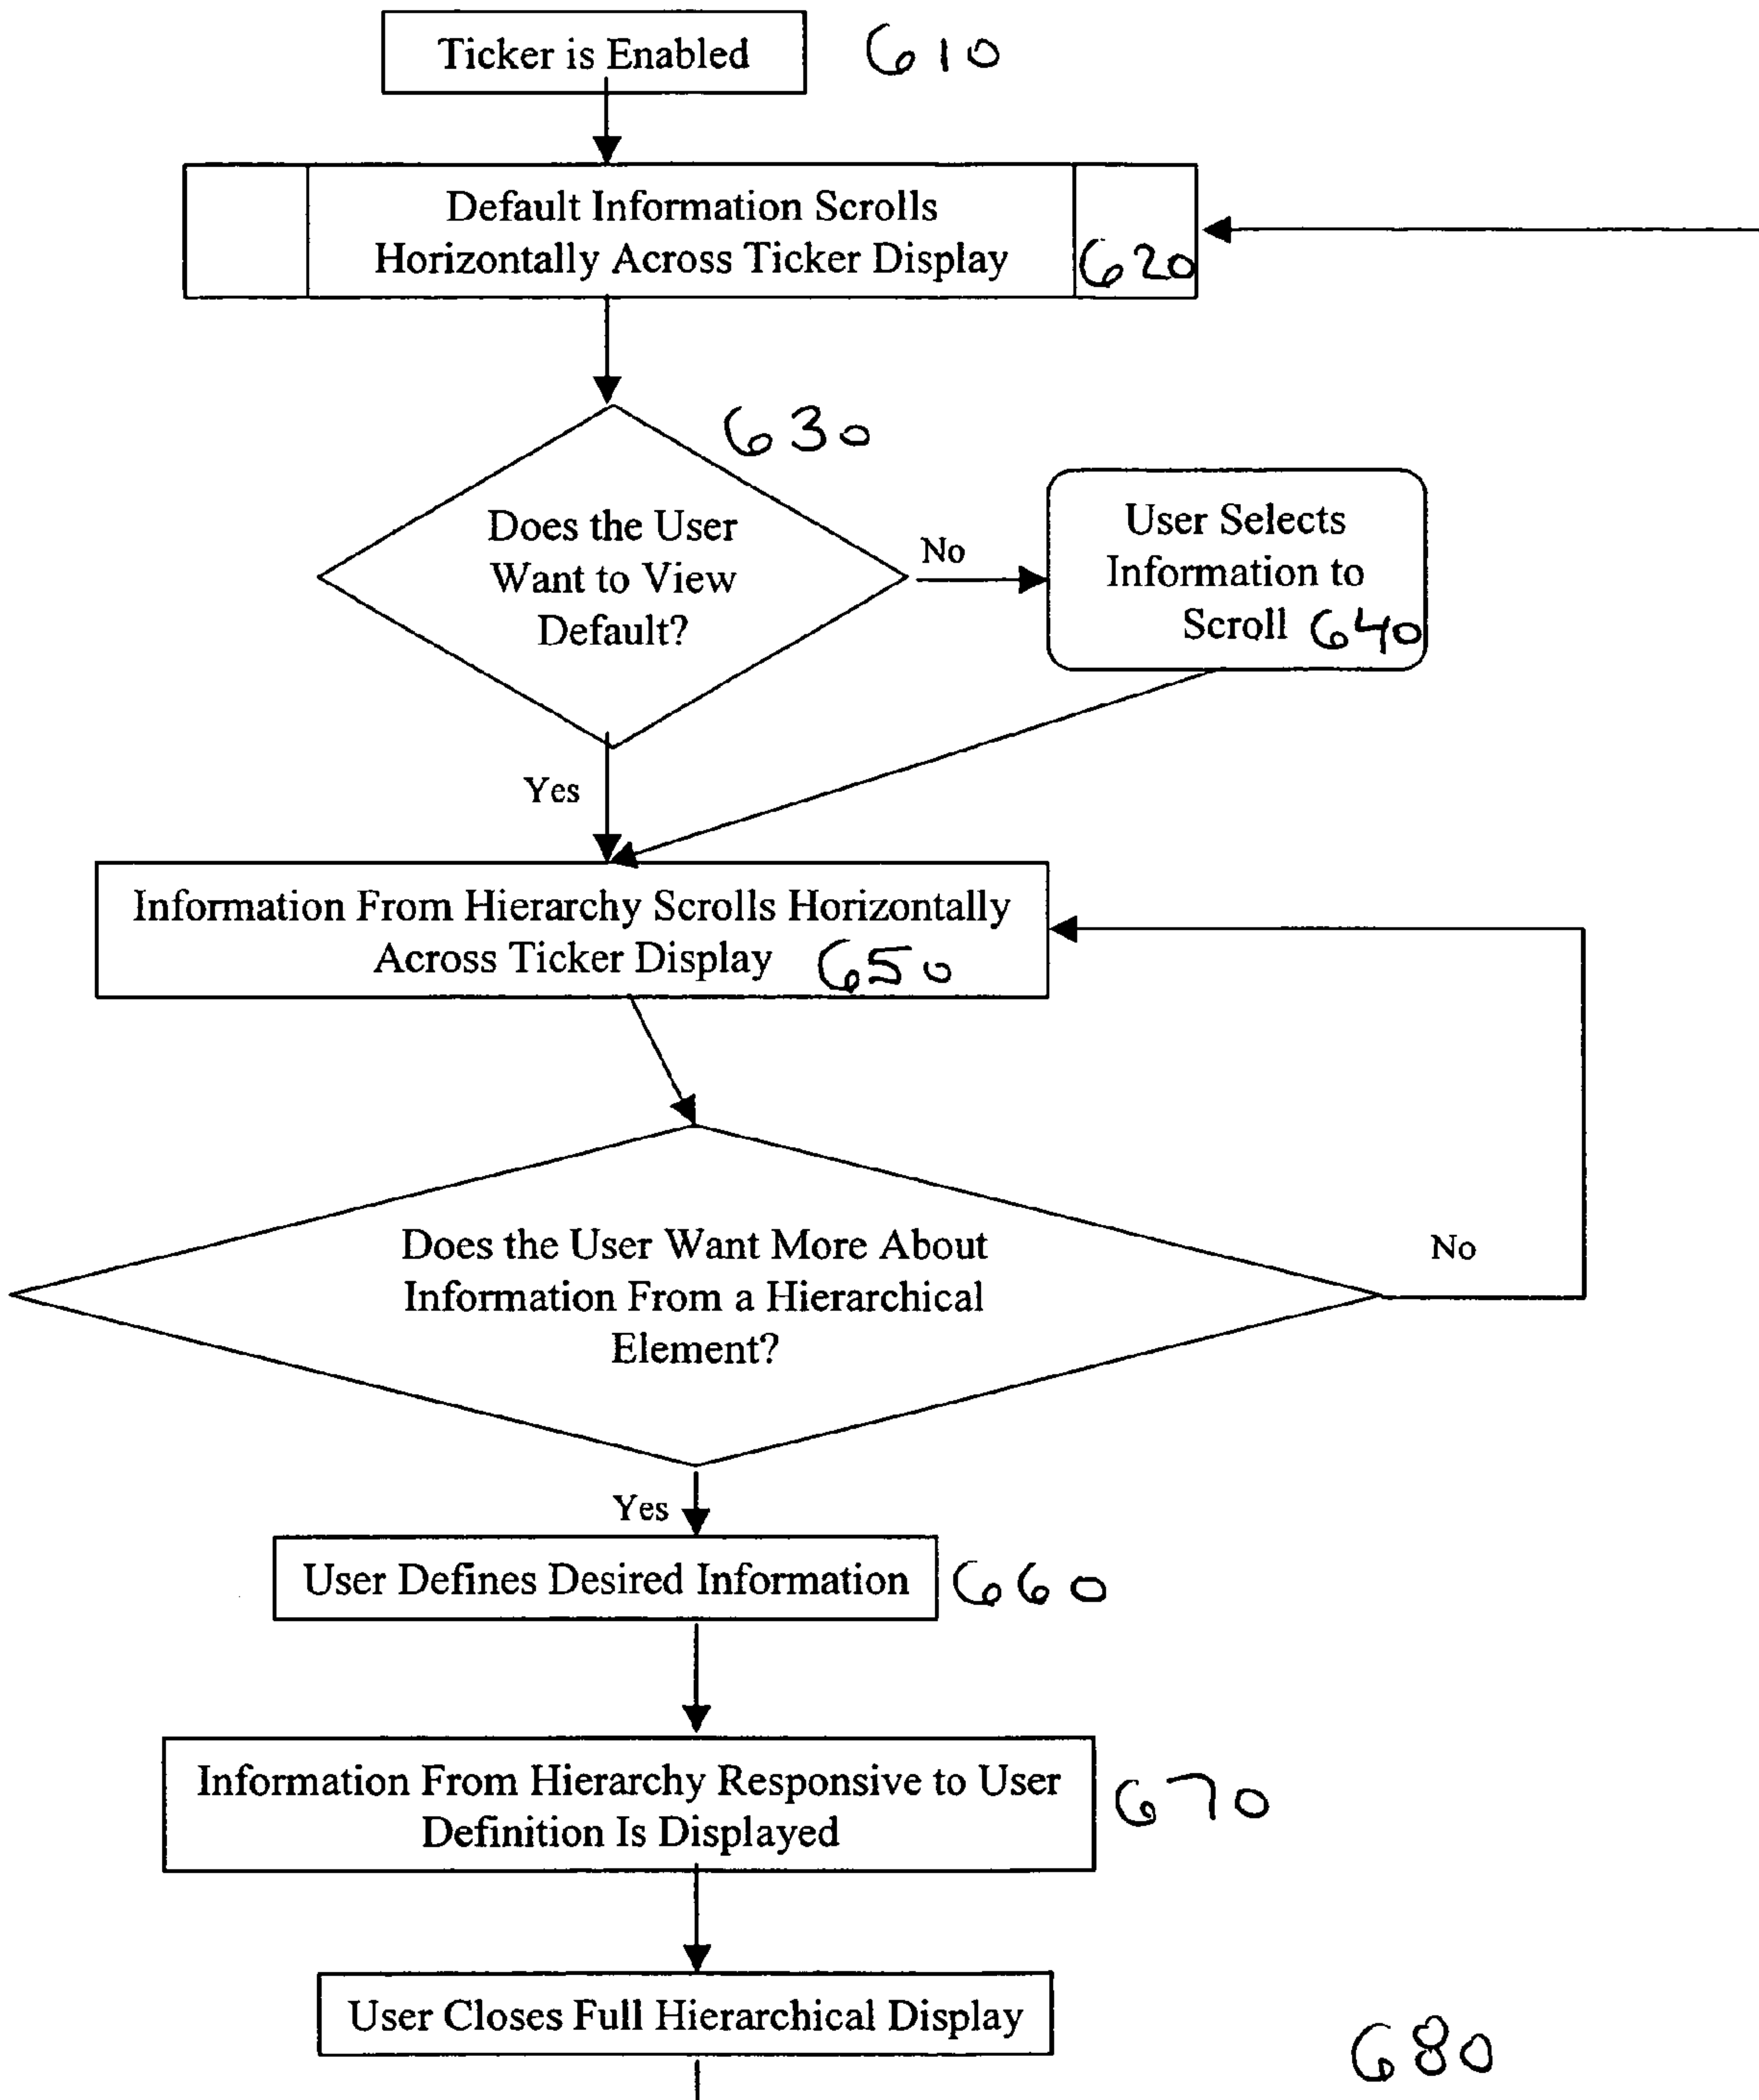 Ticker is Enabled
610
Default Information Scrolls
Horizontally Across Ticker Display
620
630
Does the User
Want to View
Default?
No
User Selects
Information to
Scroll 640
Yes
Information From Hierarchy Scrolls Horizontally
Across Ticker Display 650
Does the User Want More About
Information From a Hierarchical
Element?
No
Yes
User Defines Desired Information
660
Information From Hierarchy Responsive to User
Definition Is Displayed
670
User Closes Full Hierarchical Display
680